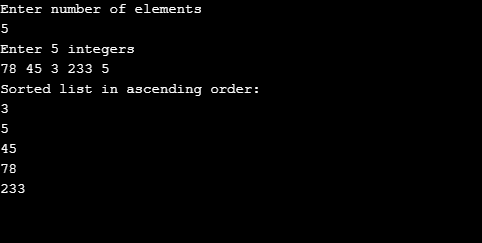 Enter number of elements
5
Enter 5 integers
78 45 3 233 5
Sorted list in ascending order:
3
5
45
78
233